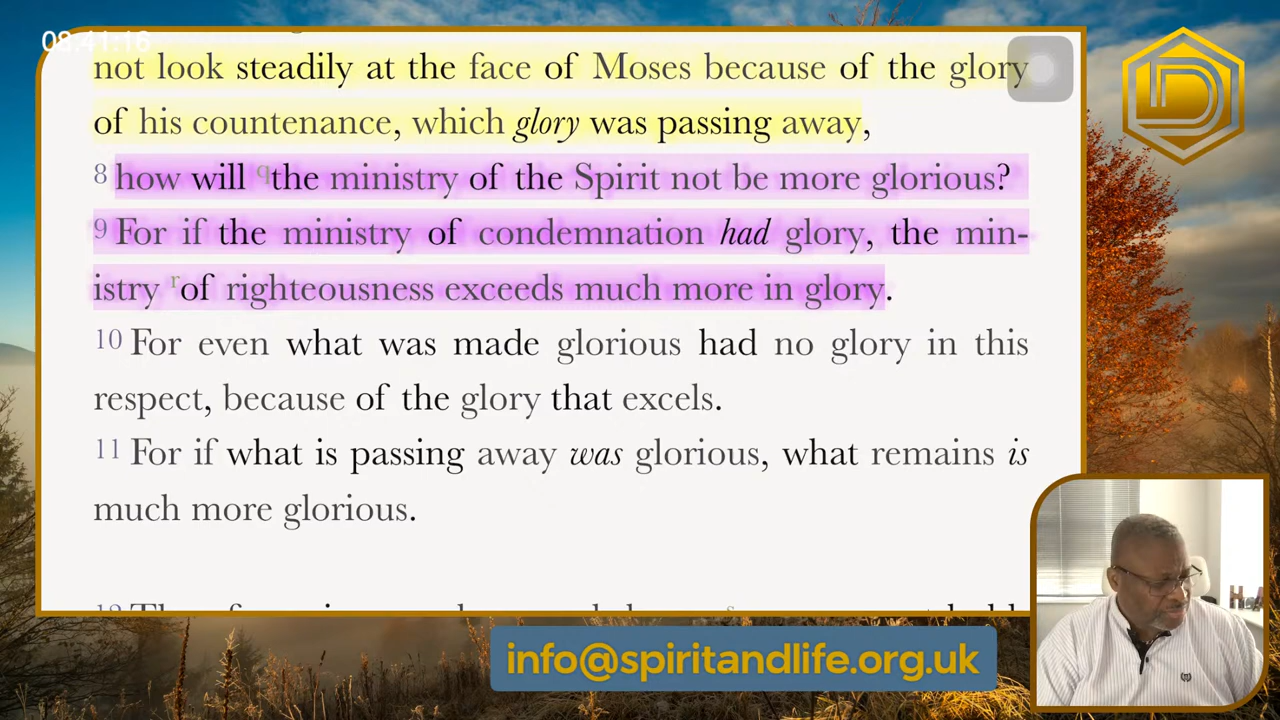 08:41:16
not look steadily at the face of Moses because of the glory
of his countenance, which glory was passing away,
8 how will q the ministry of the Spirit not be more glorious?
9 For if the ministry of condemnation had glory, the min-
istry r of righteousness exceeds much more in glory.
10 For even what was made glorious had no glory in this
respect, because of the glory that excels.
11 For if what is passing away was glorious, what remains is
much more glorious.
info@spiritandlife.org.uk